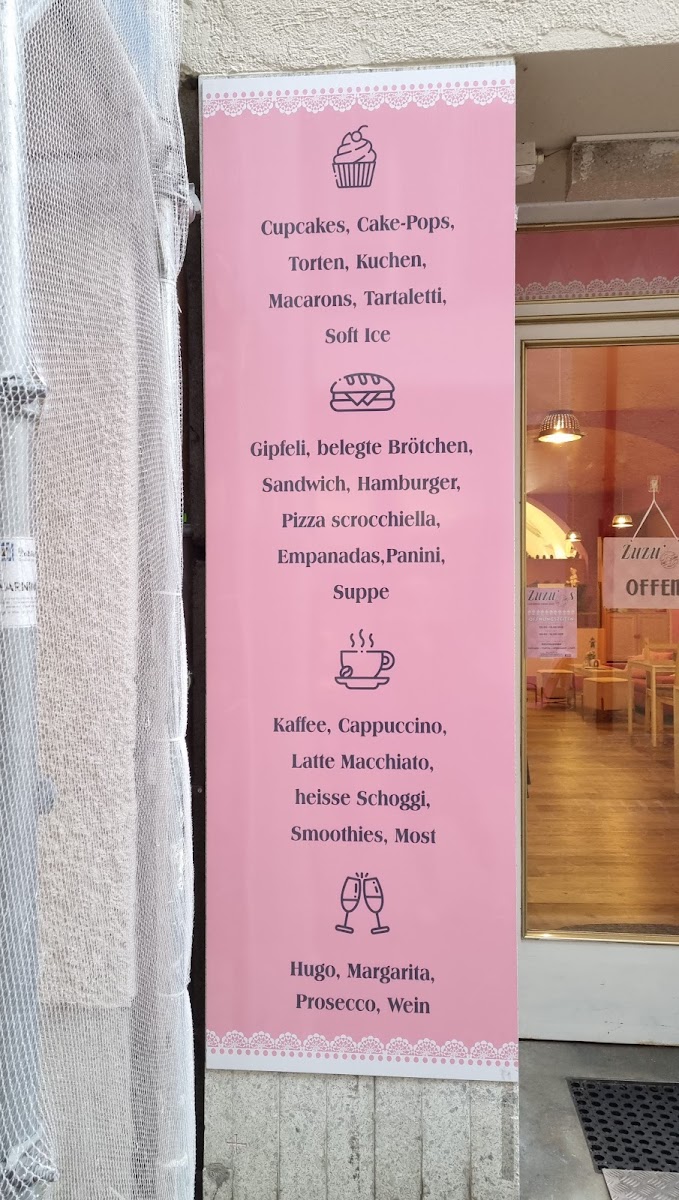 Cupcakes, Cake-Pops,
Torten, Kuchen,
Macarons, Tartaletti,
Soft Ice
Gipfeli, belegte Brötchen,
Sandwich, Hamburger,
Pizza scrocchiella,
Empanadas,Panini,
Suppe
Kaffee, Cappuccino,
Latte Macchiato,
heisse Schoggi,
Smoothies, Most
Hugo, Margarita,
Prosecco, Wein
Zuzu's
OFFEN